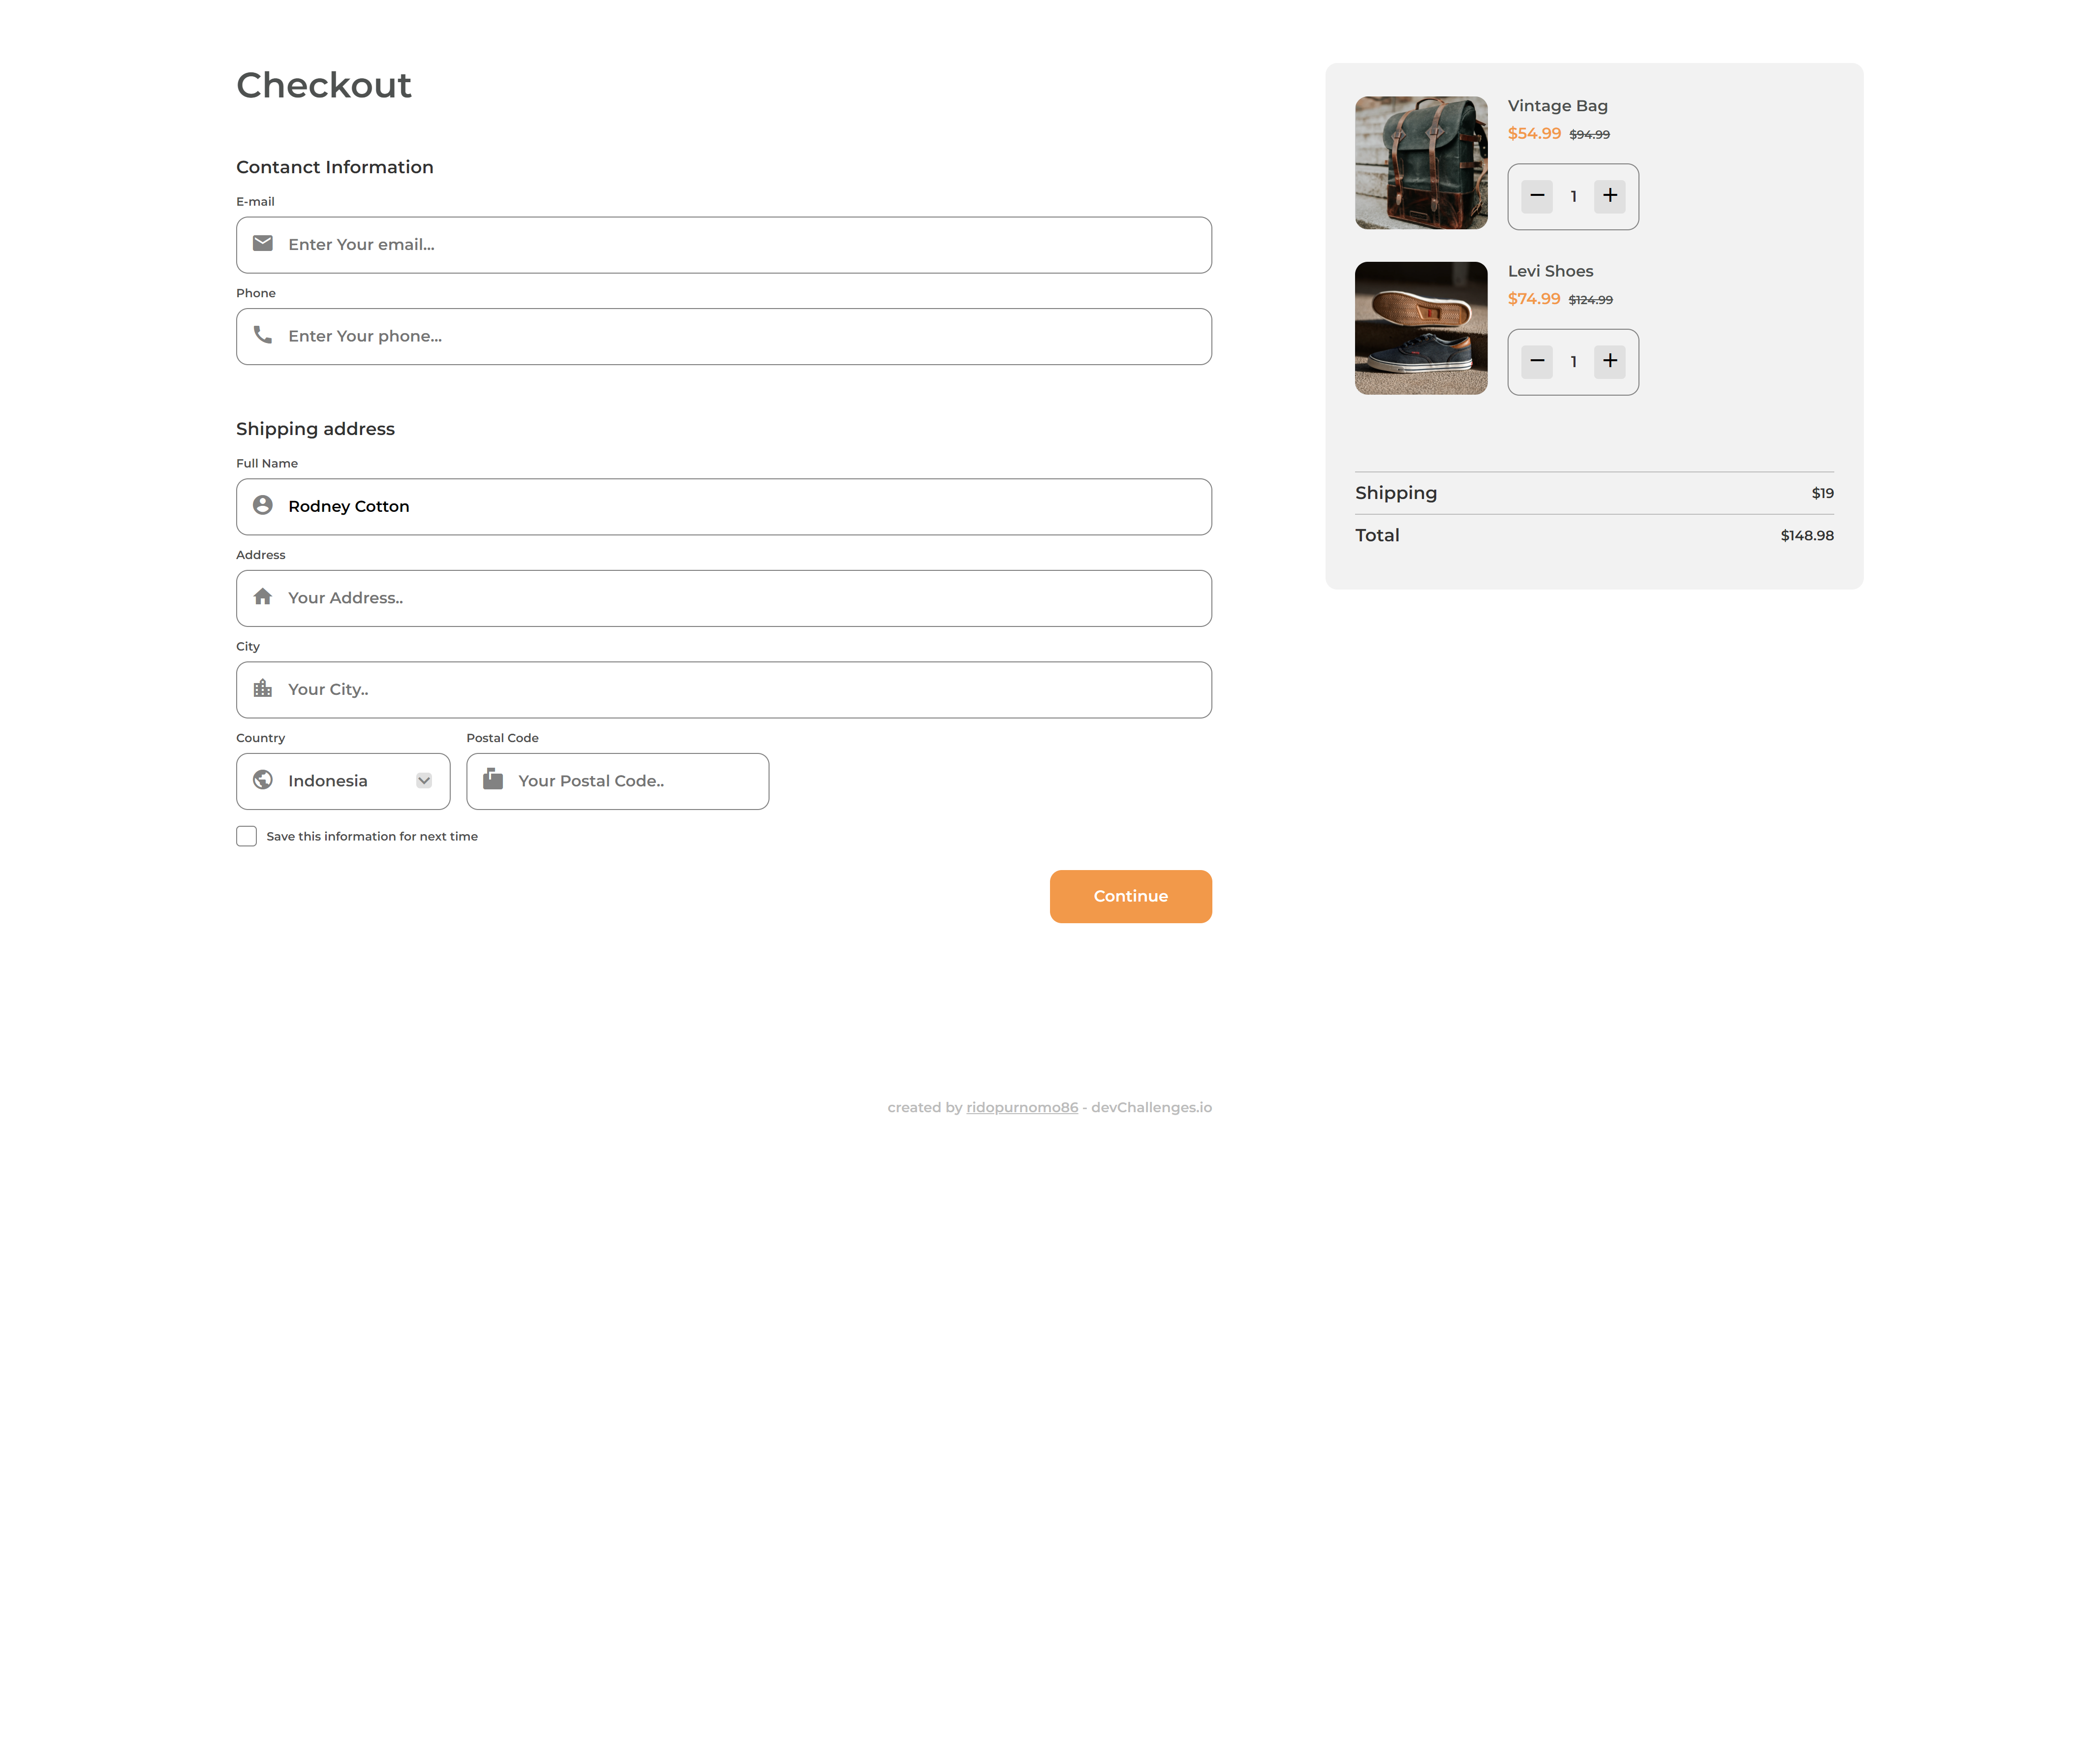 Checkout
Contanct Information
E-mail
Enter Your email...
Phone
Enter Your phone...
Shipping address
Full Name
Rodney Cotton
Address
Your Address..
City
Your City..
Country
Postal Code
Indonesia
Your Postal Code..
Save this information for next time
Continue
Vintage Bag
$54.99 $94.99
1
Levi Shoes
$74.99 $124.99
1
Shipping $19
Total $148.98
created by ridopurnomo86 - devChallenges.io